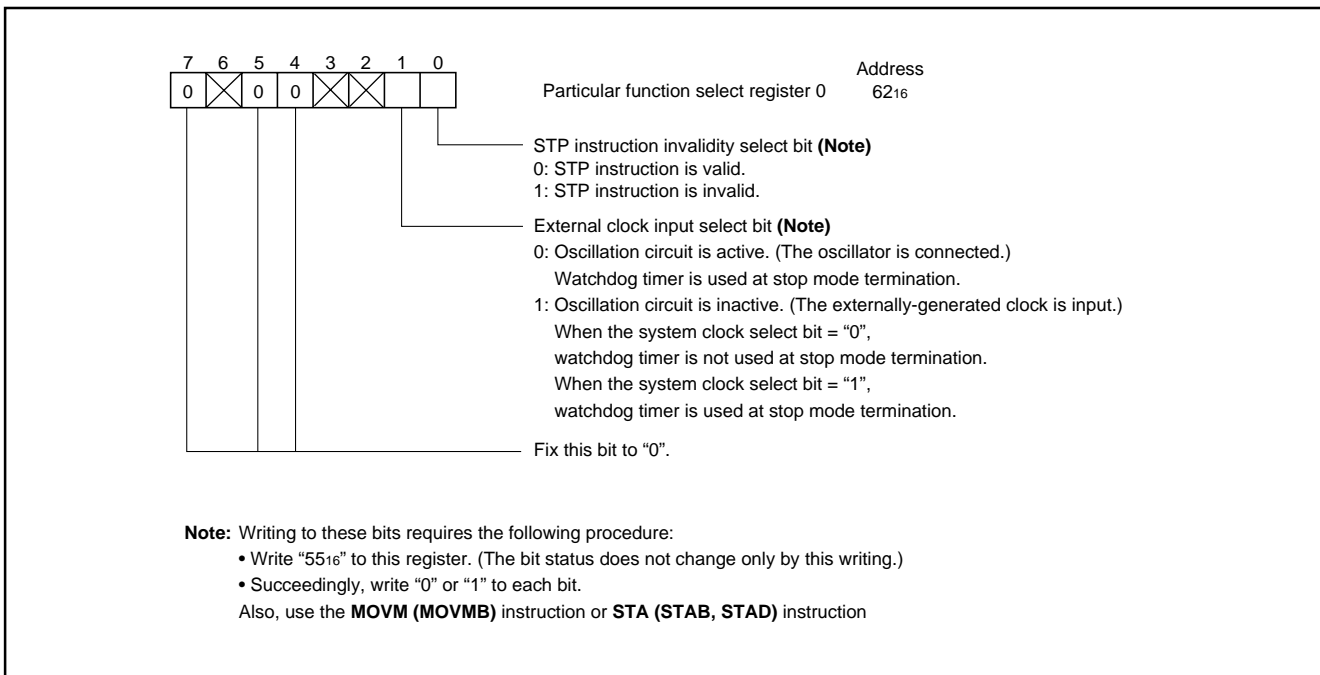 7 6 5 4 3 2 1 0
Address
0 0 0
Particular function select register 0 62₁₆
STP instruction invalidity select bit (Note)
0: STP instruction is valid.
1: STP instruction is invalid.
External clock input select bit (Note)
0: Oscillation circuit is active. (The oscillator is connected.)
Watchdog timer is used at stop mode termination.
1: Oscillation circuit is inactive. (The externally-generated clock is input.)
When the system clock select bit = “0”,
watchdog timer is not used at stop mode termination.
When the system clock select bit = “1”,
watchdog timer is used at stop mode termination.
Fix this bit to “0”.
Note: Writing to these bits requires the following procedure:
• Write “55₁₆” to this register. (The bit status does not change only by this writing.)
• Succeedingly, write “0” or “1” to each bit.
Also, use the MOVM (MOVMB) instruction or STA (STAB, STAD) instruction